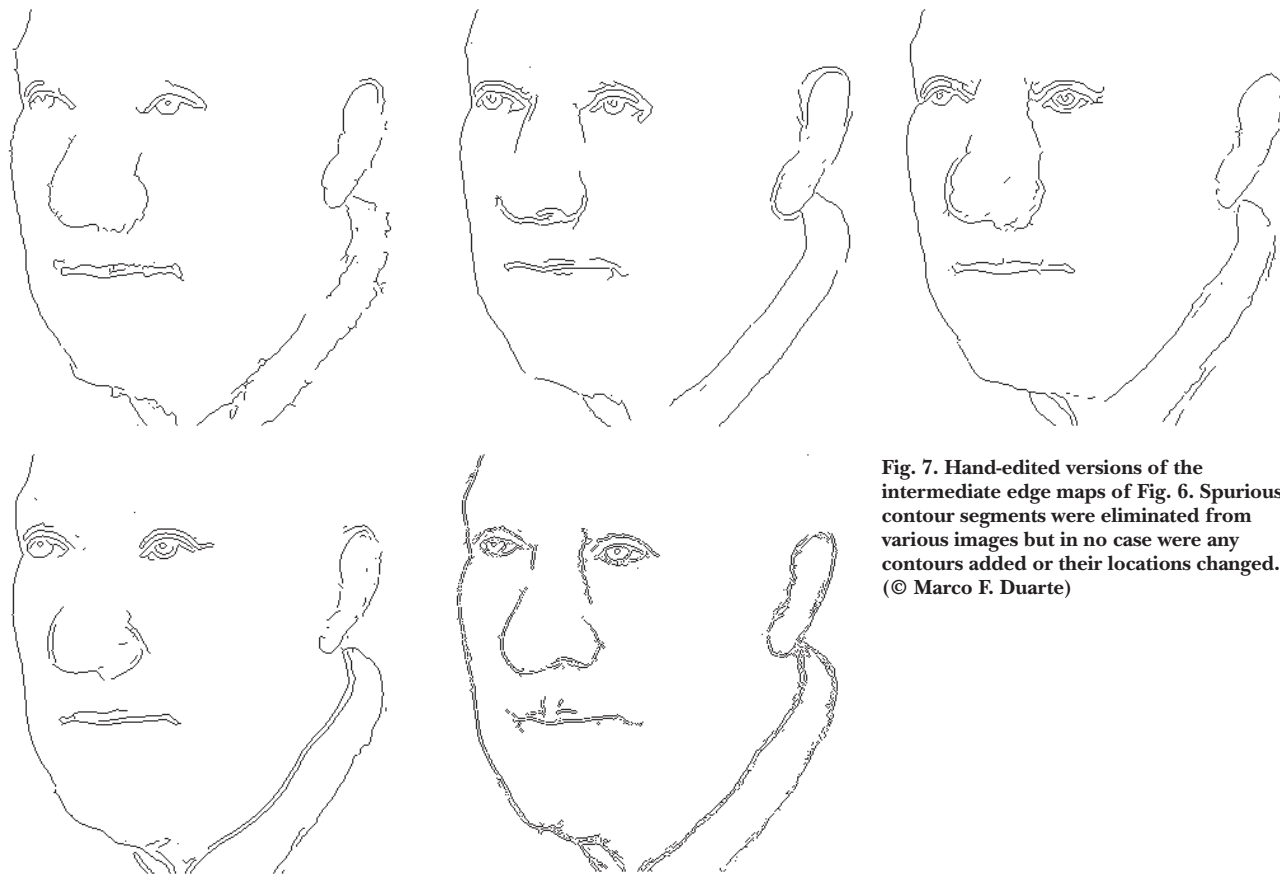 Fig. 7. Hand-edited versions of the
intermediate edge maps of Fig. 6. Spurious
contour segments were eliminated from
various images but in no case were any
contours added or their locations changed.
(© Marco F. Duarte)